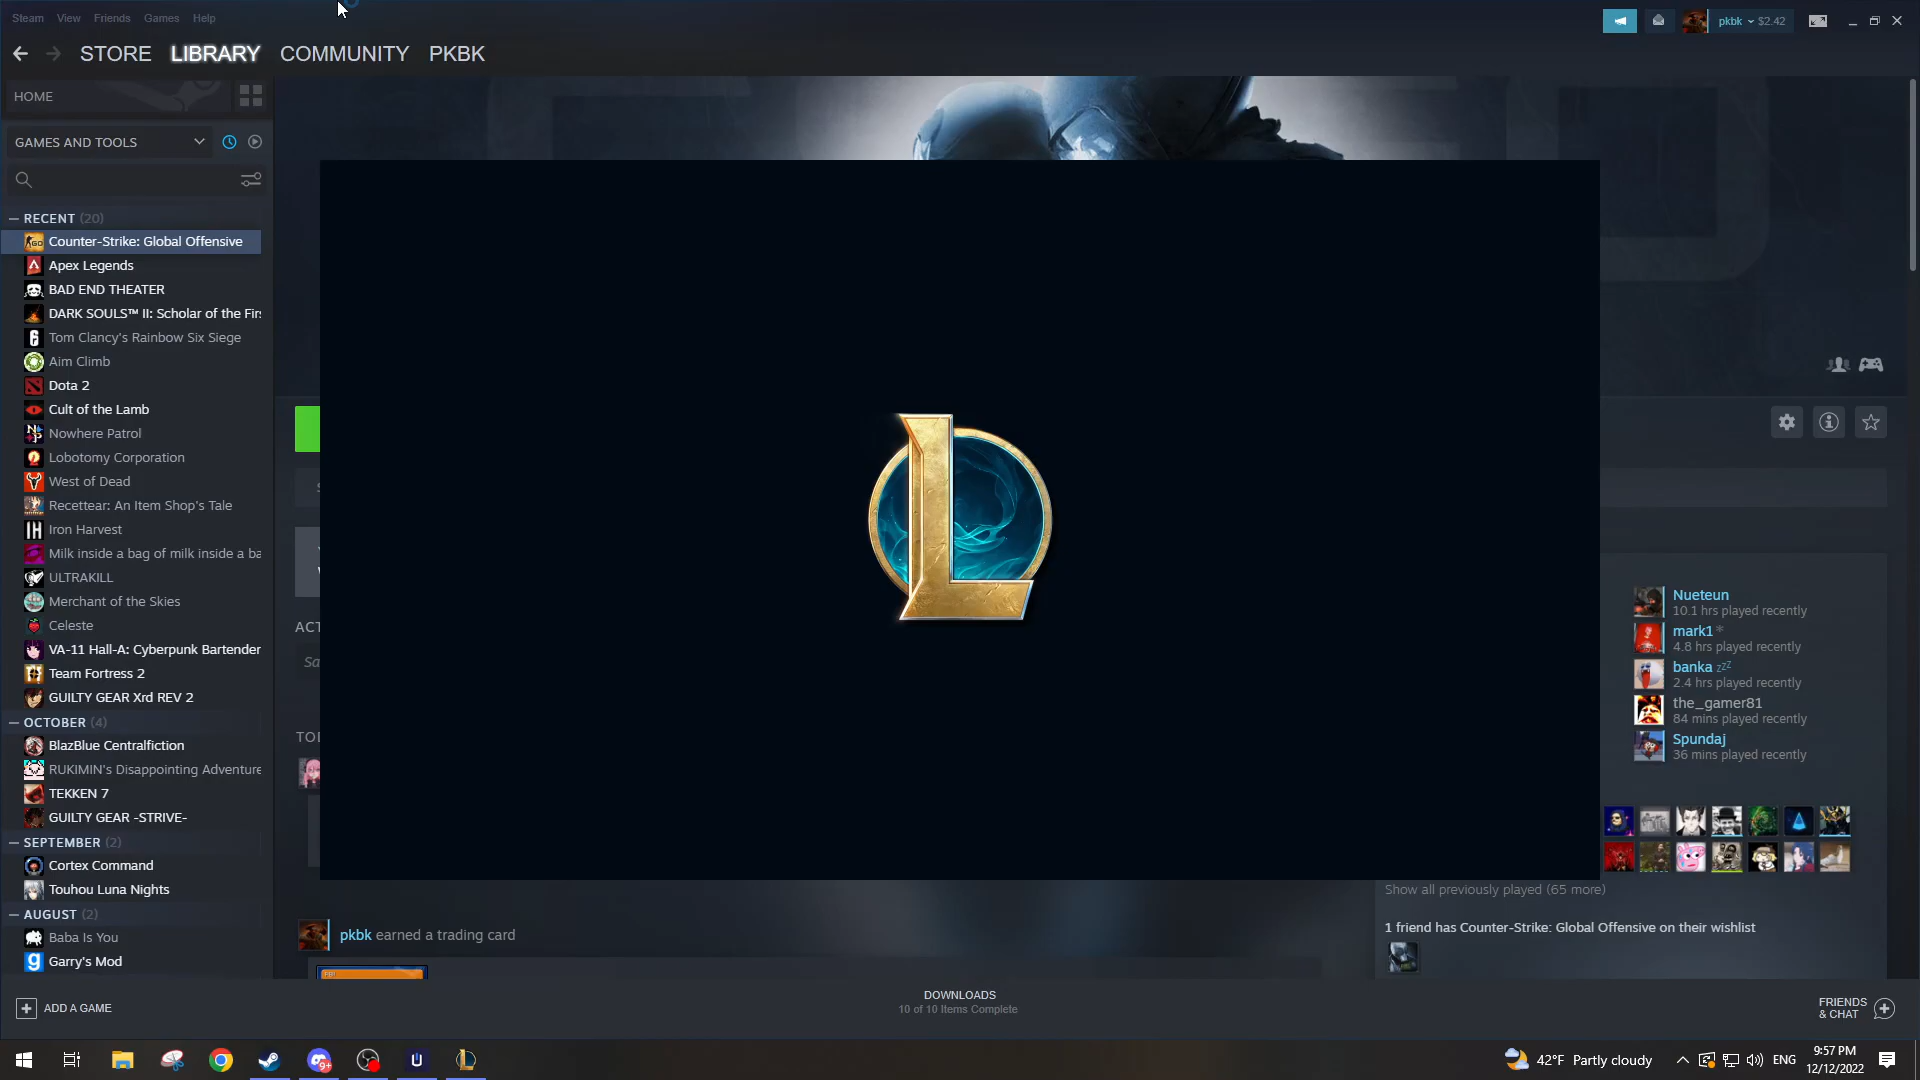 Steam View Friends Games Help
pkbk $2.42
STORE LIBRARY COMMUNITY PKBK
HOME
GAMES AND TOOLS
RECENT (20)
Counter-Strike: Global Offensive
Apex Legends
BAD END THEATER
DARK SOULS™ II: Scholar of the Firs
Tom Clancy's Rainbow Six Siege
Aim Climb
Dota 2
Cult of the Lamb
Nowhere Patrol
Lobotomy Corporation
West of Dead
Recettear: An Item Shop's Tale
Iron Harvest
Milk inside a bag of milk inside a ba
ULTRAKILL
Merchant of the Skies
Celeste
VA-11 Hall-A: Cyberpunk Bartender
Team Fortress 2
GUILTY GEAR Xrd REV 2
OCTOBER (4)
BlazBlue Centralfiction
RUKIMIN's Disappointing Adventure
TEKKEN 7
GUILTY GEAR -STRIVE-
SEPTEMBER (2)
Cortex Command
Touhou Luna Nights
AUGUST (2)
Baba Is You
Garry's Mod
ADD A GAME
ACT
Sa
TO
pkbk earned a trading card
Nueteun
10.1 hrs played recently
mark1 *
4.8 hrs played recently
banka zzz
2.4 hrs played recently
the_gamer81
84 mins played recently
Spundaj
36 mins played recently
Show all previously played (65 more)
1 friend has Counter-Strike: Global Offensive on their wishlist
DOWNLOADS
10 of 10 Items Complete
FRIENDS
& CHAT
42°F Partly cloudy
ENG
9:57 PM
12/12/2022